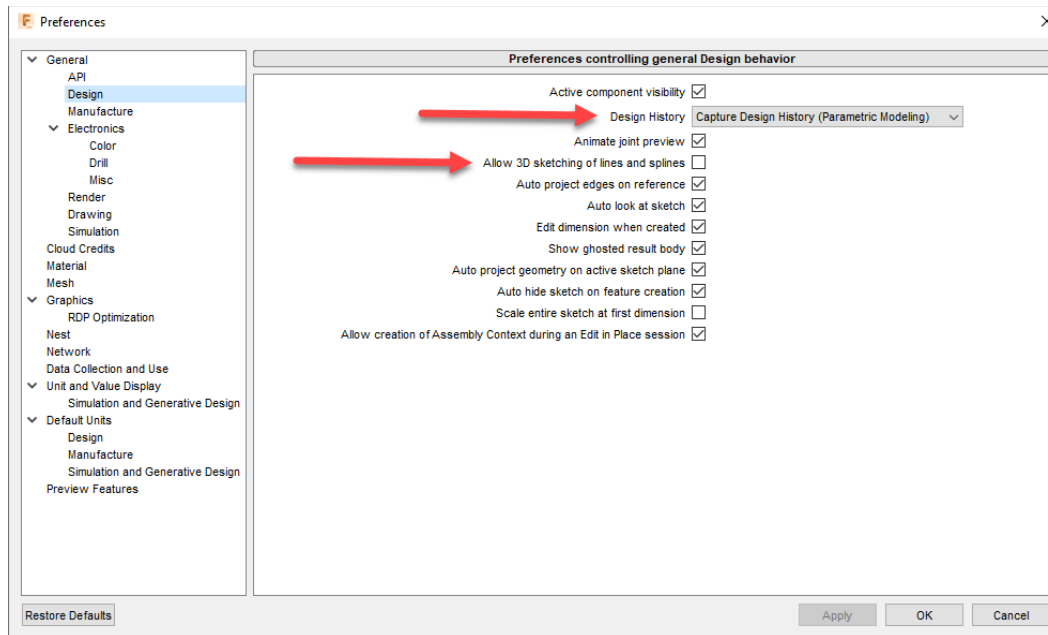 Preferences
General
API
Design
Manufacture
Electronics
Color
Drill
Misc
Render
Drawing
Simulation
Cloud Credits
Material
Mesh
Graphics
RDP Optimization
Nest
Network
Data Collection and Use
Unit and Value Display
Simulation and Generative Design
Default Units
Design
Manufacture
Simulation and Generative Design
Preview Features
Preferences controlling general Design behavior
Active component visibility
Design History Capture Design History (Parametric Modeling)
Animate joint preview
Allow 3D sketching of lines and splines
Auto project edges on reference
Auto look at sketch
Edit dimension when created
Show ghosted result body
Auto project geometry on active sketch plane
Auto hide sketch on feature creation
Scale entire sketch at first dimension
Allow creation of Assembly Context during an Edit in Place session
Restore Defaults
Apply
OK
Cancel